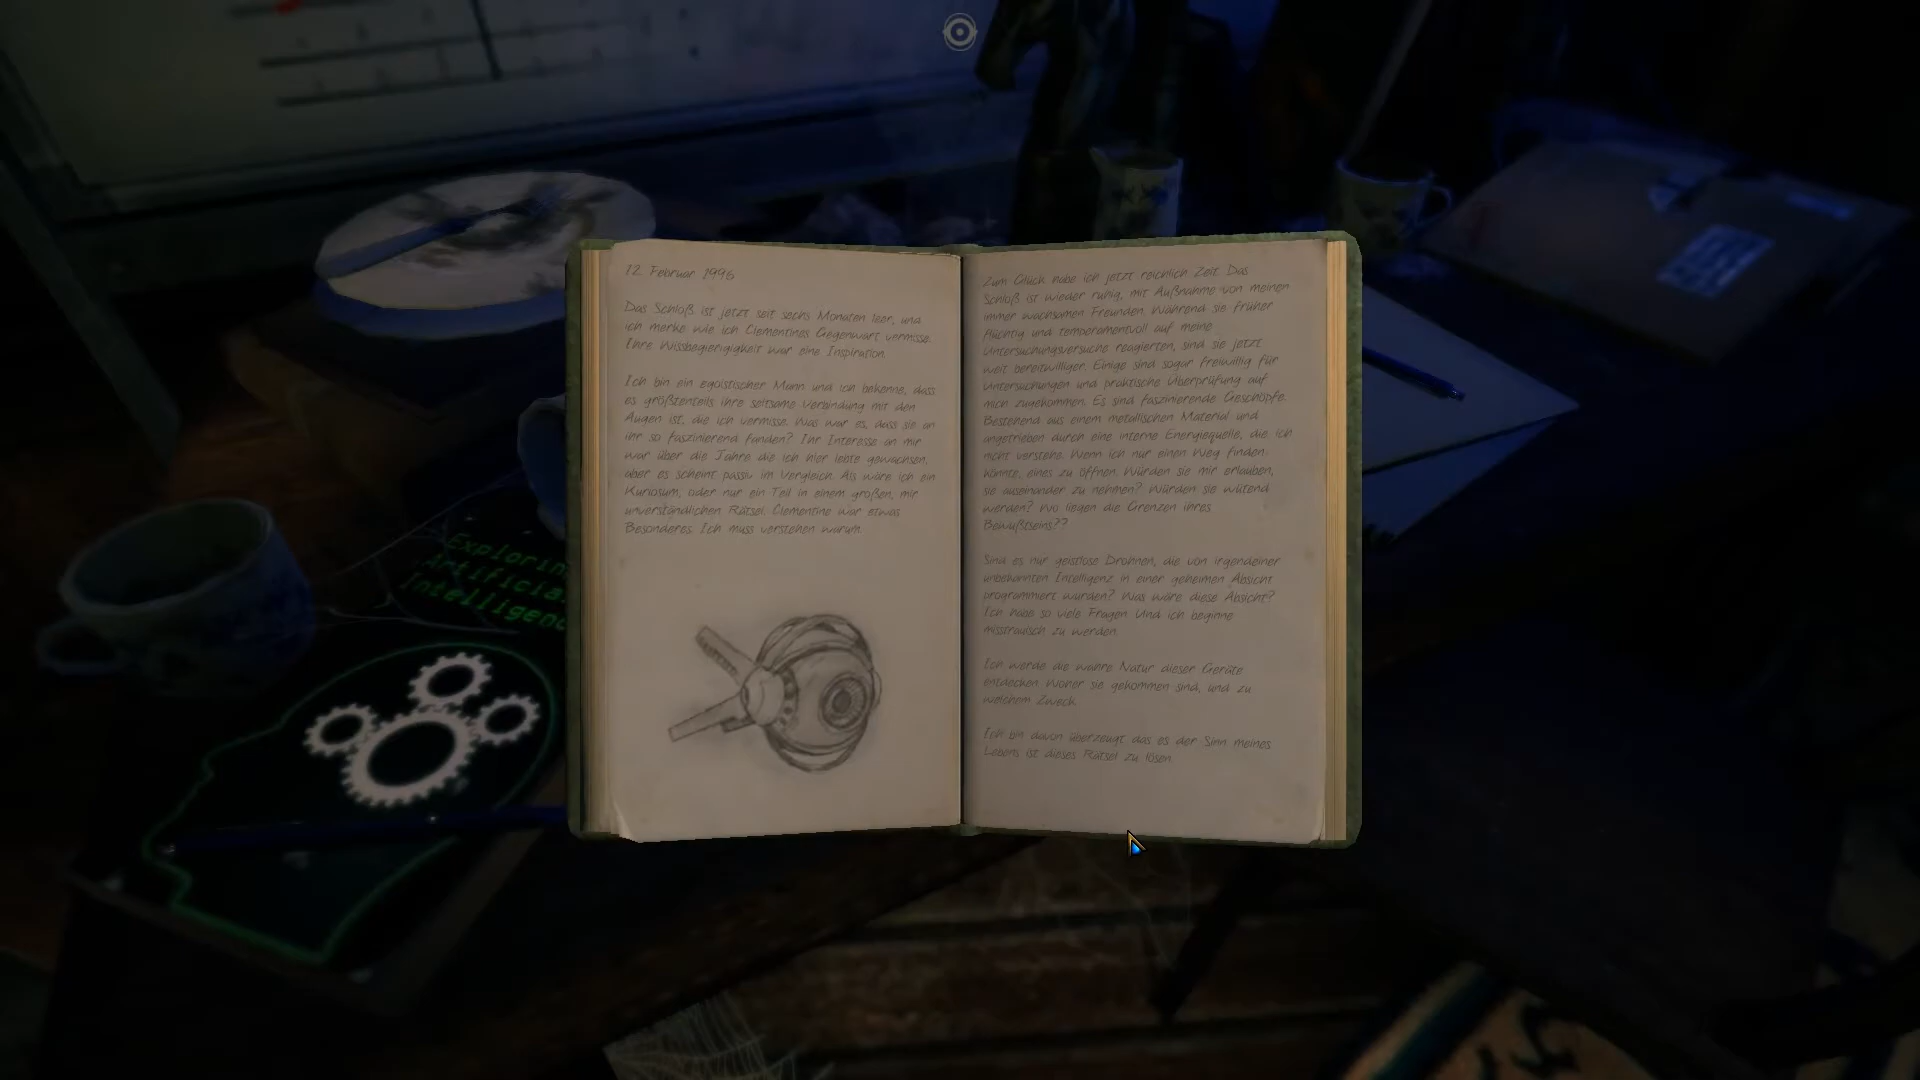 Explorin
Artificia
Intelligenc
12. Februar 1996
Das Schloß ist jetzt seit sechs Monaten leer, und
ich merke wie ich Clementines Gegenwart vermisse.
Ihre Wissbegierigigkeit war eine Inspiration.
Ich bin ein egoistischer Mann und ich bekenne, dass
es größtenteils ihre seltsame Verbindung mit den
Augen ist, die ich vermisse. Was war es, dass sie an
ihr so faszinierend fanden? Ihr Interesse an mir
war über die Jahre die ich hier lebte gewachsen,
aber es scheint passiv im Vergleich. Als wäre ich ein
Kuriosum, oder nur ein Teil in einem großen, mir
unverständlichen Rätsel. Clementine war etwas
Besonderes. Ich muss verstehen warum.
Zum Glück habe ich jetzt reichlich Zeit. Das
Schloß ist wieder ruhig, mit Außnahme von meinen
immer wachsamen Freunden. Während sie früher
flüchtig und temperamentvoll auf meine
Untersuchungsversuche reagierten, sind sie jetzt
weit bereitwilliger. Einige sind sogar freiwillig für
Untersuchungen und praktische Überprüfung auf
mich zugekommen. Es sind faszinierende Geschöpfe.
Bestehend aus einem metallischen Material und
angetrieben durch eine interne Energiequelle, die ich
nicht verstehe. Wenn ich nur einen Weg finden
könnte, eines zu öffnen. Würden sie mir erlauben,
sie auseinander zu nehmen? Würden sie wütend
werden? Wo liegen die Grenzen ihres
Bewußtseins??
Sind es nur geistlose Drohnen, die von irgendeiner
unbekannten Intelligenz in einer geheimen Absicht
programmiert wurden? Was wäre diese Absicht?
Ich habe so viele Fragen. Und ich beginne
misstrauisch zu werden.
Ich werde die wahre Natur dieser Geräte
entdecken. Woher sie gekommen sind, und zu
welchem Zweck.
Ich bin davon überzeugt das es der Sinn meines
Lebens ist dieses Rätsel zu lösen.